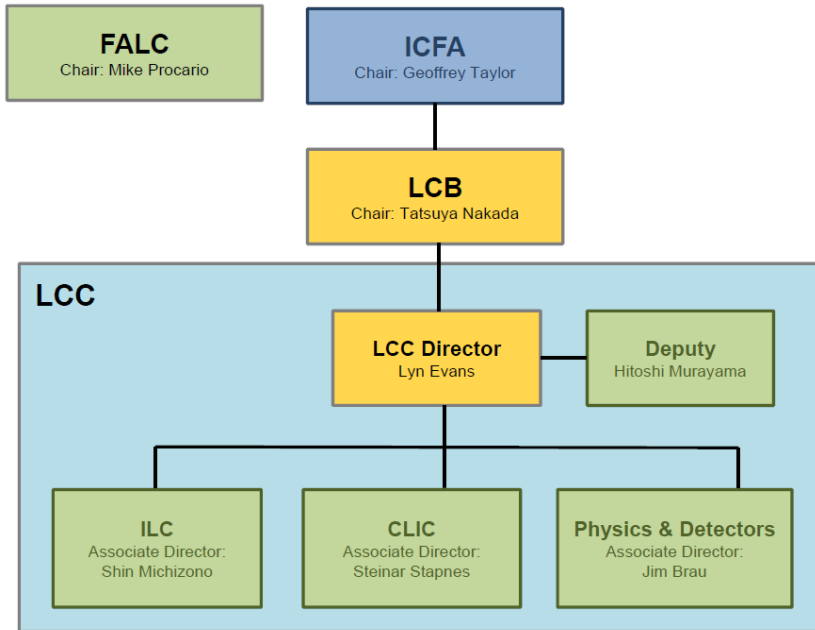 FALC
Chair: Mike Procario
ICFA
Chair: Geoffrey Taylor
LCB
Chair: Tatsuya Nakada
LCC
LCC Director
Lyn Evans
Deputy
Hitoshi Murayama
ILC
Associate Director:
Shin Michizono
CLIC
Associate Director:
Steinar Stapnes
Physics & Detectors
Associate Director:
Jim Brau